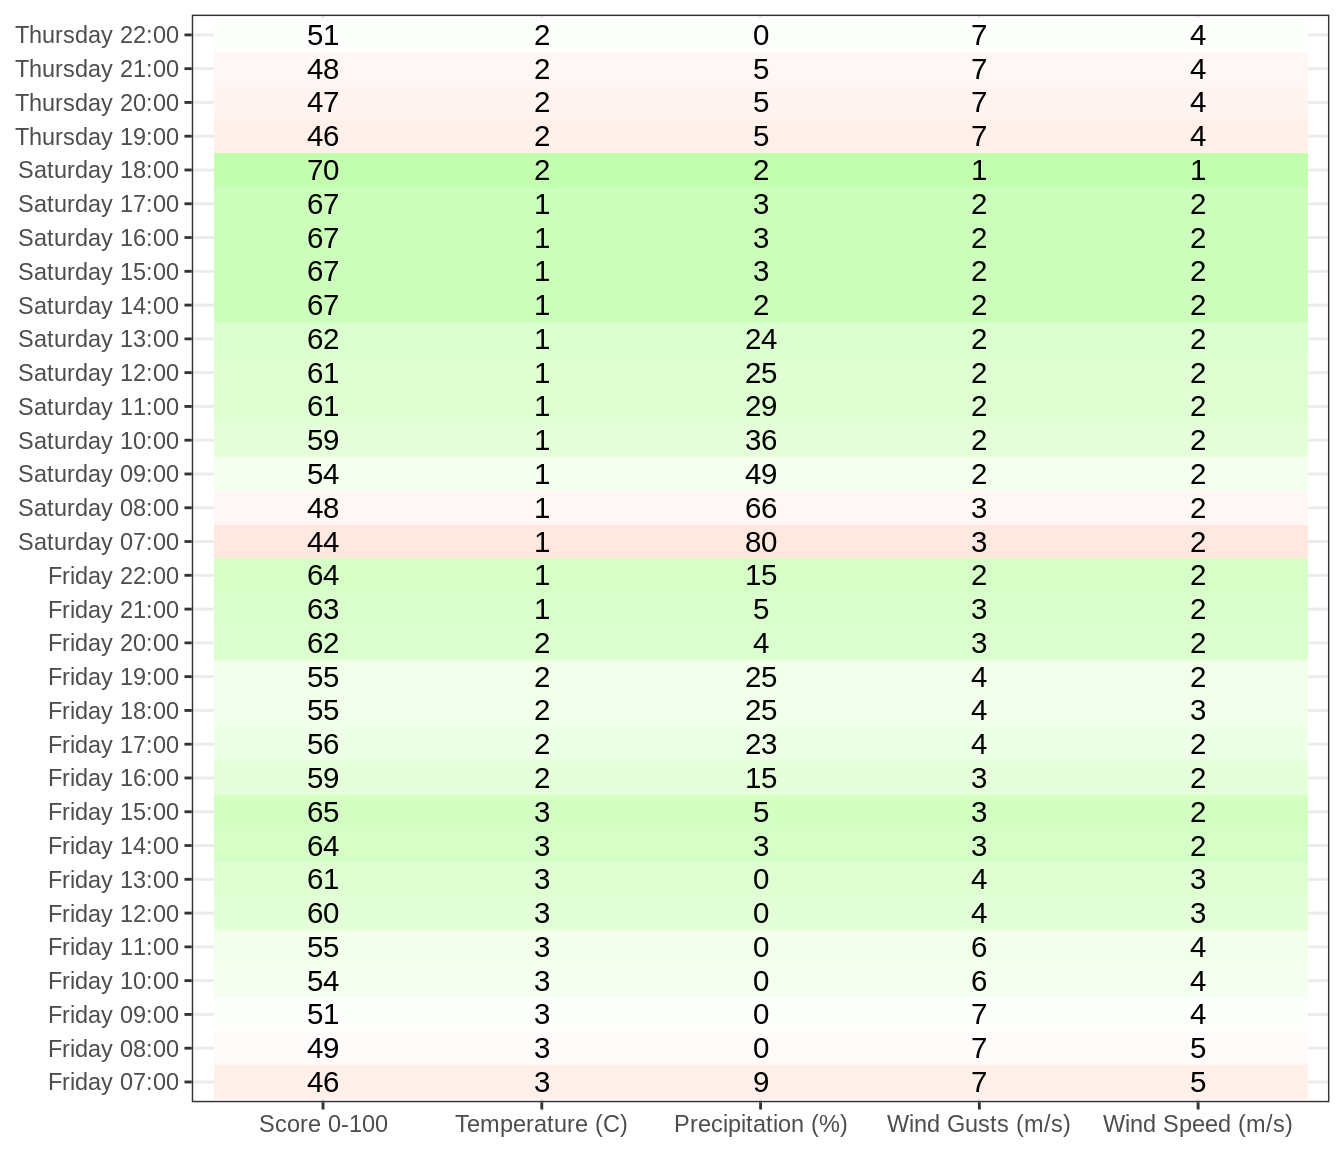 Thursday 22:00 51 2 0 7 4
Thursday 21:00 48 2 5 7 4
Thursday 20:00 47 2 5 7 4
Thursday 19:00 46 2 5 7 4
Saturday 18:00 70 2 2 1 1
Saturday 17:00 67 1 3 2 2
Saturday 16:00 67 1 3 2 2
Saturday 15:00 67 1 3 2 2
Saturday 14:00 67 1 2 2 2
Saturday 13:00 62 1 24 2 2
Saturday 12:00 61 1 25 2 2
Saturday 11:00 61 1 29 2 2
Saturday 10:00 59 1 36 2 2
Saturday 09:00 54 1 49 2 2
Saturday 08:00 48 1 66 3 2
Saturday 07:00 44 1 80 3 2
Friday 22:00 64 1 15 2 2
Friday 21:00 63 1 5 3 2
Friday 20:00 62 2 4 3 2
Friday 19:00 55 2 25 4 2
Friday 18:00 55 2 25 4 3
Friday 17:00 56 2 23 4 2
Friday 16:00 59 2 15 3 2
Friday 15:00 65 3 5 3 2
Friday 14:00 64 3 3 3 2
Friday 13:00 61 3 0 4 3
Friday 12:00 60 3 0 4 3
Friday 11:00 55 3 0 6 4
Friday 10:00 54 3 0 6 4
Friday 09:00 51 3 0 7 4
Friday 08:00 49 3 0 7 5
Friday 07:00 46 3 9 7 5
Score 0-100 Temperature (C) Precipitation (%) Wind Gusts (m/s) Wind Speed (m/s)